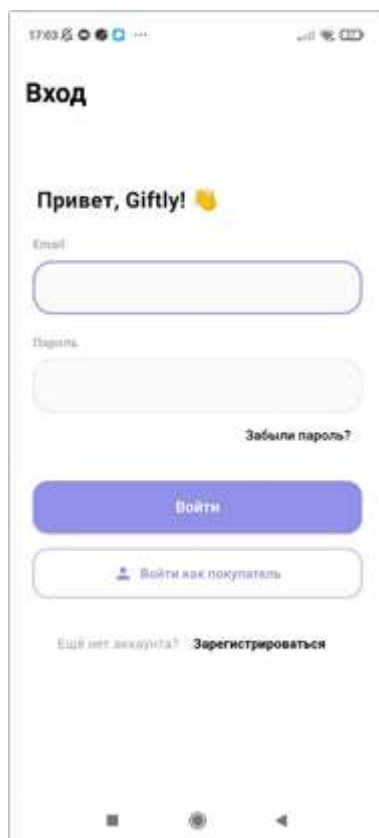 17:03
Вход
Привет, Giftly! 👋
Email
Пароль
Забыли пароль?
Войти
Войти как покупатель
Ещё нет аккаунта? Зарегистрироваться